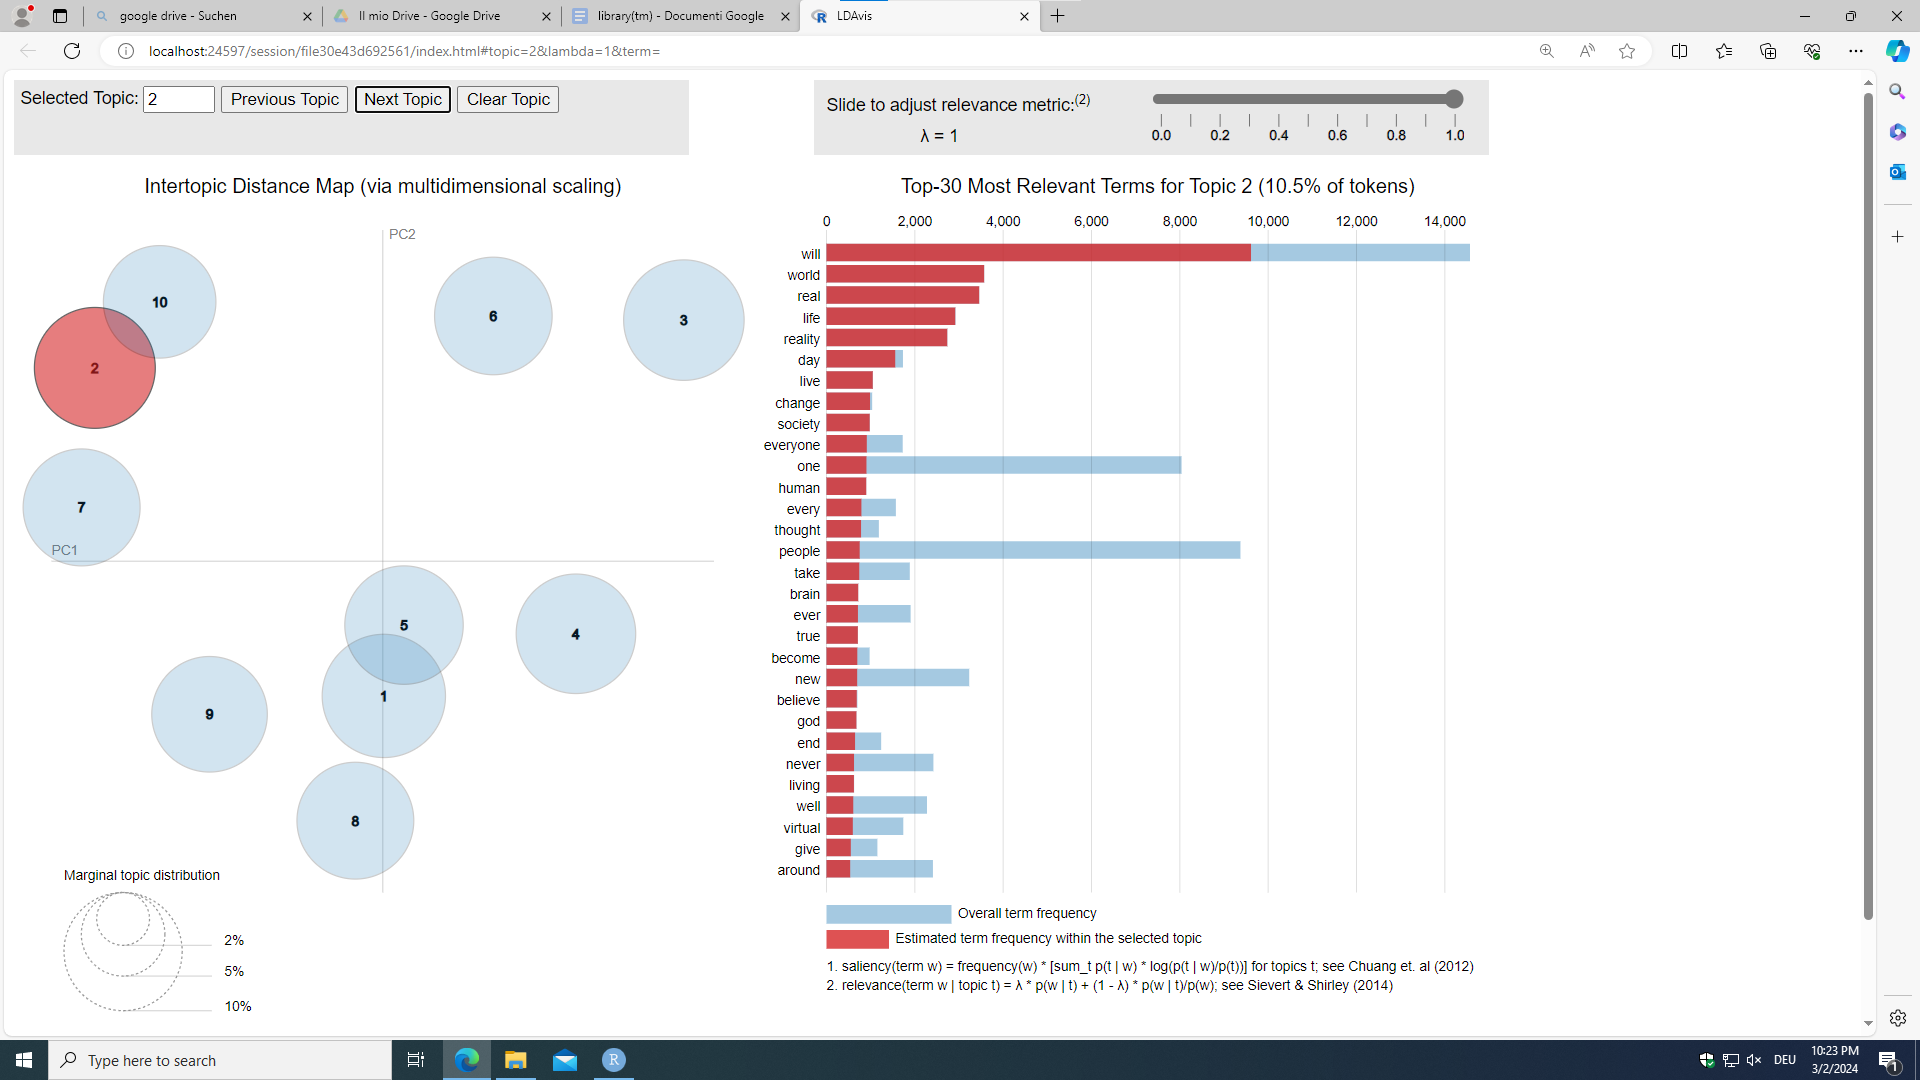 google drive - Suchen
Il mio Drive - Google Drive
library(tm) - Documenti Google
LDAvis
localhost:24597/session/file30e43d692561/index.html#topic=2&lambda=1&term=
Selected Topic: 2 Previous Topic Next Topic Clear Topic
Slide to adjust relevance metric:(2)
λ = 1
0.0 0.2 0.4 0.6 0.8 1.0
Intertopic Distance Map (via multidimensional scaling)
PC2
PC1
10
2
7
6
3
5
4
1
9
8
Marginal topic distribution
2%
5%
10%
Top-30 Most Relevant Terms for Topic 2 (10.5% of tokens)
0 2,000 4,000 6,000 8,000 10,000 12,000 14,000
will
world
real
life
reality
day
live
change
society
everyone
one
human
every
thought
people
take
brain
ever
true
become
new
believe
god
end
never
living
well
virtual
give
around
Overall term frequency
Estimated term frequency within the selected topic
1. saliency(term w) = frequency(w) * [sum_t p(t | w) * log(p(t | w)/p(t))] for topics t; see Chuang et. al (2012)
2. relevance(term w | topic t) = λ * p(w | t) + (1 - λ) * p(w | t)/p(w); see Sievert & Shirley (2014)
Type here to search
DEU
10:23 PM
3/2/2024
1